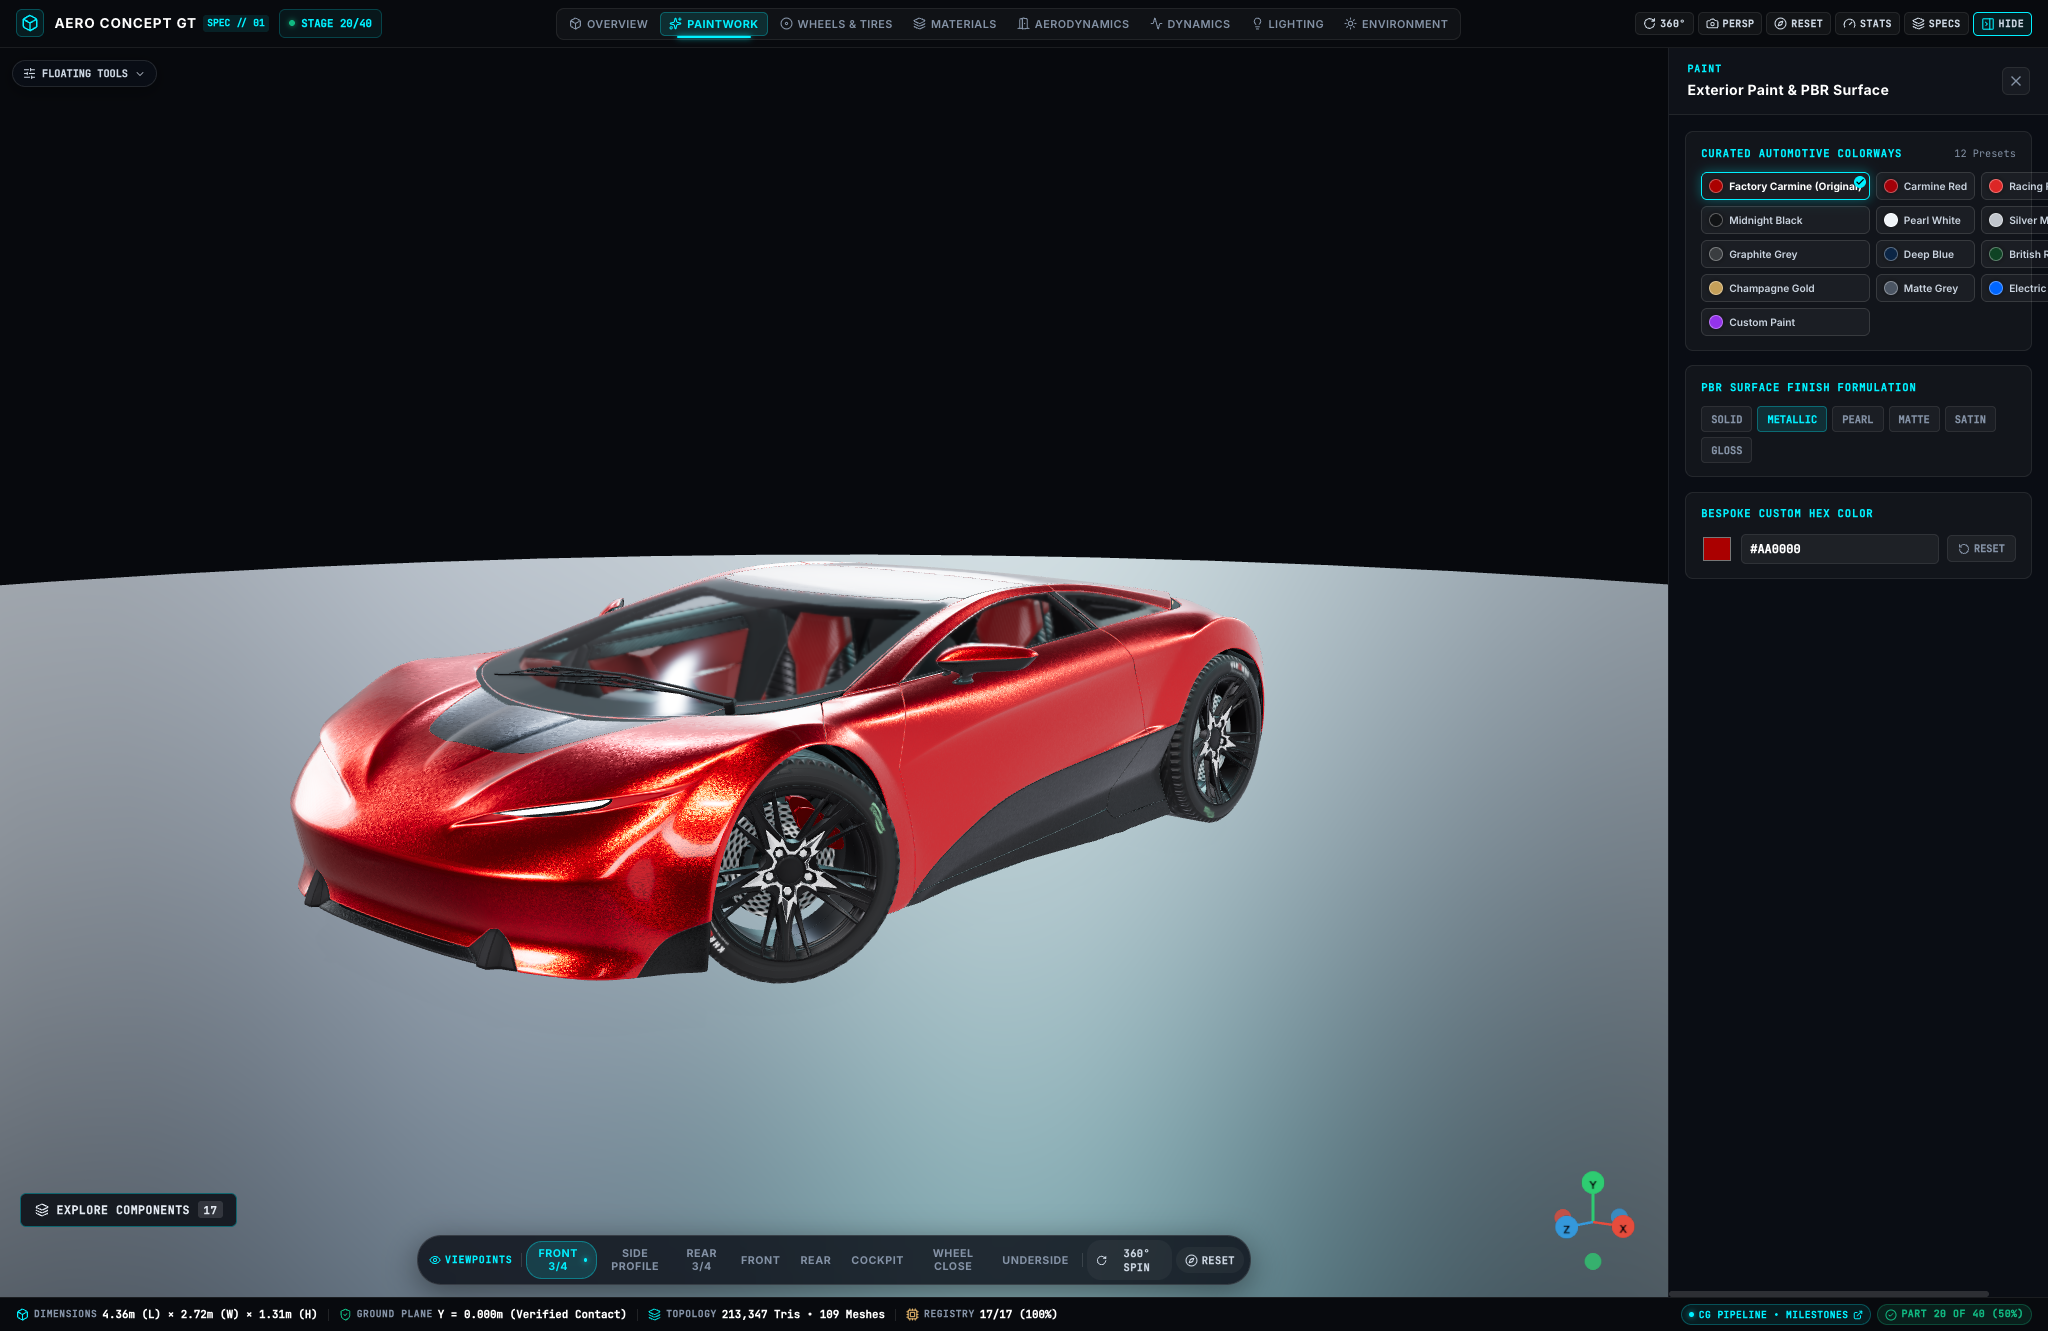 AERO CONCEPT GT SPEC // 01 STAGE 20/40
OVERVIEW PAINTWORK WHEELS & TIRES MATERIALS AERODYNAMICS DYNAMICS LIGHTING ENVIRONMENT
360° PERSP RESET STATS SPECS HIDE
FLOATING TOOLS
PAINT
Exterior Paint & PBR Surface
CURATED AUTOMOTIVE COLORWAYS 12 Presets
Factory Carmine (Original) Carmine Red Racing
Midnight Black Pearl White Silver M
Graphite Grey Deep Blue British R
Champagne Gold Matte Grey Electric
Custom Paint
PBR SURFACE FINISH FORMULATION
SOLID METALLIC PEARL MATTE SATIN
GLOSS
BESPOKE CUSTOM HEX COLOR
#AA0000 RESET
Y
Z X
EXPLORE COMPONENTS 17
VIEWPOINTS
FRONT
3/4
SIDE
PROFILE
REAR
3/4
FRONT
REAR
COCKPIT
WHEEL
CLOSE
UNDERSIDE
360°
SPIN
RESET
DIMENSIONS 4.36m (L) × 2.72m (W) × 1.31m (H) GROUND PLANE Y = 0.000m (Verified Contact) TOPOLOGY 213,347 Tris • 109 Meshes REGISTRY 17/17 (100%)
CG PIPELINE • MILESTONES PART 20 OF 40 (50%)